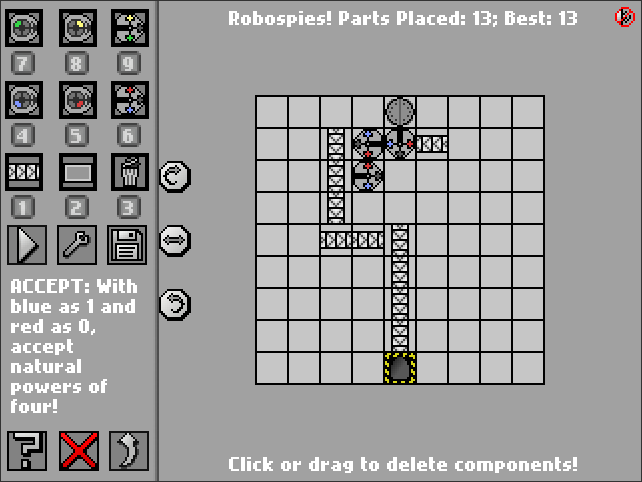 Robospies! Parts Placed: 13; Best: 13
7 8 9
4 5 6
1 2 3
ACCEPT: With
blue as 1 and
red as 0,
accept
natural
powers of
four!
?
Click or drag to delete components!